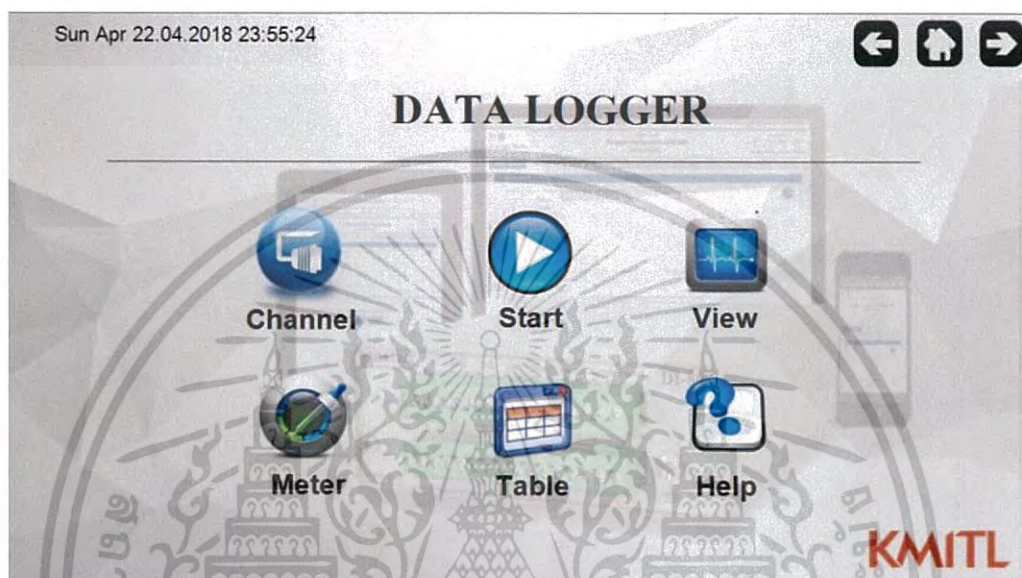 Sun Apr 22.04.2018 23:55:24
DATA LOGGER
Channel Start View
Meter Table Help
KMITL